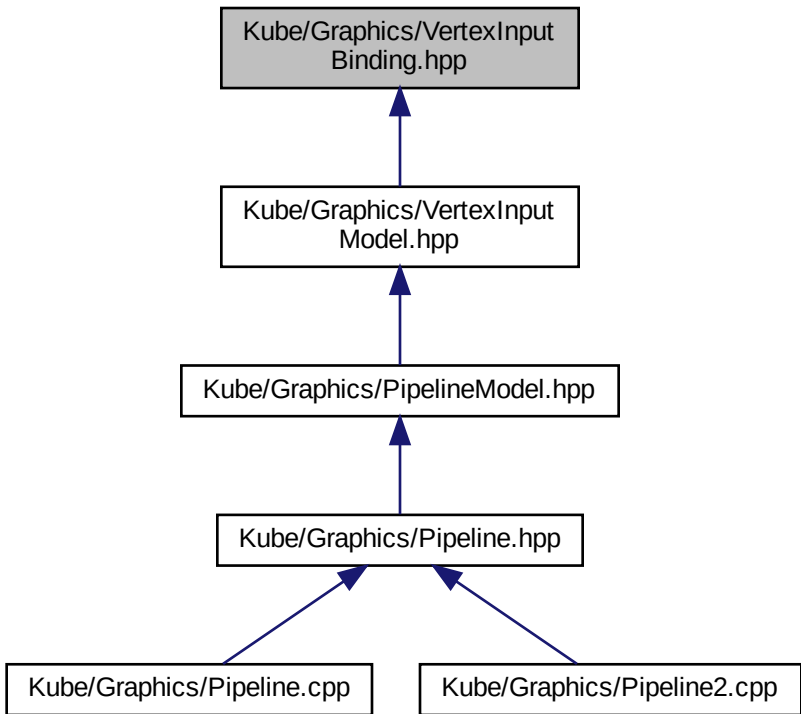 Kube/Graphics/VertexInput
Binding.hpp
Kube/Graphics/VertexInput
Model.hpp
Kube/Graphics/PipelineModel.hpp
Kube/Graphics/Pipeline.hpp
Kube/Graphics/Pipeline.cpp
Kube/Graphics/Pipeline2.cpp